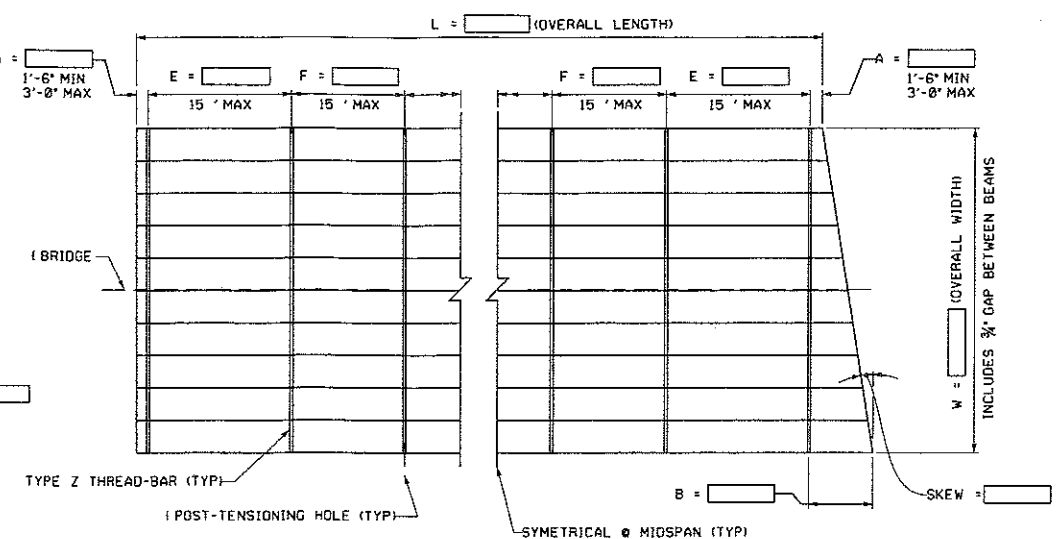 L = (OVERALL LENGTH)
=
1'-6" MIN
3'-0" MAX
E =
F =
15 ' MAX
15 ' MAX
F =
E =
15 ' MAX
15 ' MAX
A =
1'-6" MIN
3'-0" MAX
BRIDGE
W = (OVERALL WIDTH)
INCLUDES ¾" GAP BETWEEN BEAMS
TYPE Z THREAD-BAR (TYP)
POST-TENSIONING HOLE (TYP)
SYMETRICAL @ MIDSPAN (TYP)
B =
SKEW =